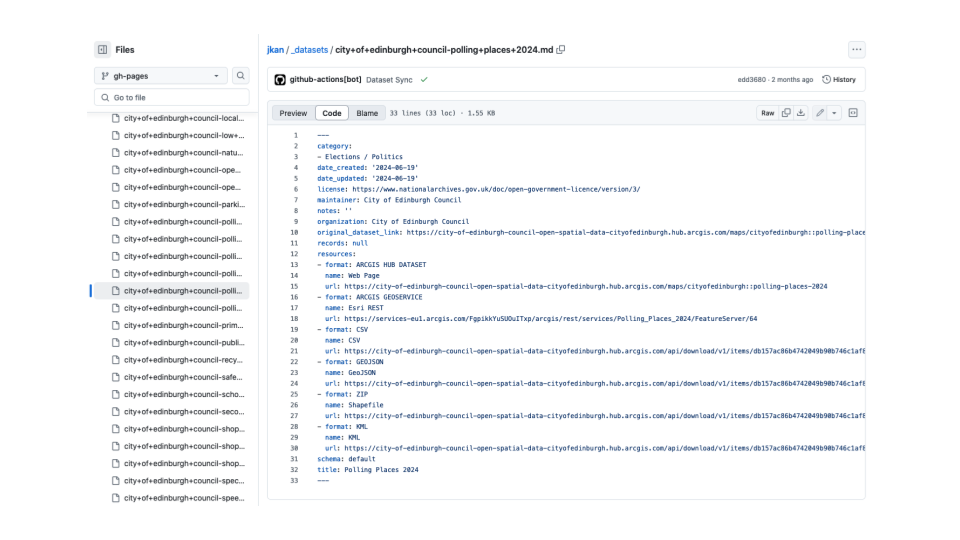 Files
gh-pages
Go to file
city+of+edinburgh+council-local...
city+of+edinburgh+council-low+...
city+of+edinburgh+council-natu...
city+of+edinburgh+council-ope...
city+of+edinburgh+council-ope...
city+of+edinburgh+council-parki...
city+of+edinburgh+council-polli...
city+of+edinburgh+council-polli...
city+of+edinburgh+council-polli...
city+of+edinburgh+council-polli...
city+of+edinburgh+council-polli...
city+of+edinburgh+council-polli...
city+of+edinburgh+council-prim...
city+of+edinburgh+council-publi...
city+of+edinburgh+council-recy...
city+of+edinburgh+council-safe...
city+of+edinburgh+council-scho...
city+of+edinburgh+council-seco...
city+of+edinburgh+council-shop...
city+of+edinburgh+council-shop...
city+of+edinburgh+council-shop...
city+of+edinburgh+council-spec...
city+of+edinburgh+council-spee...
jkan / _datasets / city+of+edinburgh+council-polling+places+2024.md
github-actions[bot] Dataset Sync edd3680 · 2 months ago History
Preview Code Blame 33 lines (33 loc) · 1.55 KB Raw
1 ---
2 category:
3 - Elections / Politics
4 date_created: '2024-06-19'
5 date_updated: '2024-06-19'
6 license: https://www.nationalarchives.gov.uk/doc/open-government-licence/version/3/
7 maintainer: City of Edinburgh Council
8 notes: ''
9 organization: City of Edinburgh Council
10 original_dataset_link: https://city-of-edinburgh-council-open-spatial-data-cityofedinburgh.hub.arcgis.com/maps/cityofedinburgh::polling-place
11 records: null
12 resources:
13 - format: ARCGIS HUB DATASET
14 name: Web Page
15 url: https://city-of-edinburgh-council-open-spatial-data-cityofedinburgh.hub.arcgis.com/maps/cityofedinburgh::polling-places-2024
16 - format: ARCGIS GEOSERVICE
17 name: Esri REST
18 url: https://services-eu1.arcgis.com/FgpikkYuSUOuITxp/arcgis/rest/services/Polling_Places_2024/FeatureServer/64
19 - format: CSV
20 name: CSV
21 url: https://city-of-edinburgh-council-open-spatial-data-cityofedinburgh.hub.arcgis.com/api/download/v1/items/db157ac86b4742049b90b746c1af8
22 - format: GEOJSON
23 name: GeoJSON
24 url: https://city-of-edinburgh-council-open-spatial-data-cityofedinburgh.hub.arcgis.com/api/download/v1/items/db157ac86b4742049b90b746c1af8
25 - format: ZIP
26 name: Shapefile
27 url: https://city-of-edinburgh-council-open-spatial-data-cityofedinburgh.hub.arcgis.com/api/download/v1/items/db157ac86b4742049b90b746c1af8
28 - format: KML
29 name: KML
30 url: https://city-of-edinburgh-council-open-spatial-data-cityofedinburgh.hub.arcgis.com/api/download/v1/items/db157ac86b4742049b90b746c1af8
31 schema: default
32 title: Polling Places 2024
33 ---